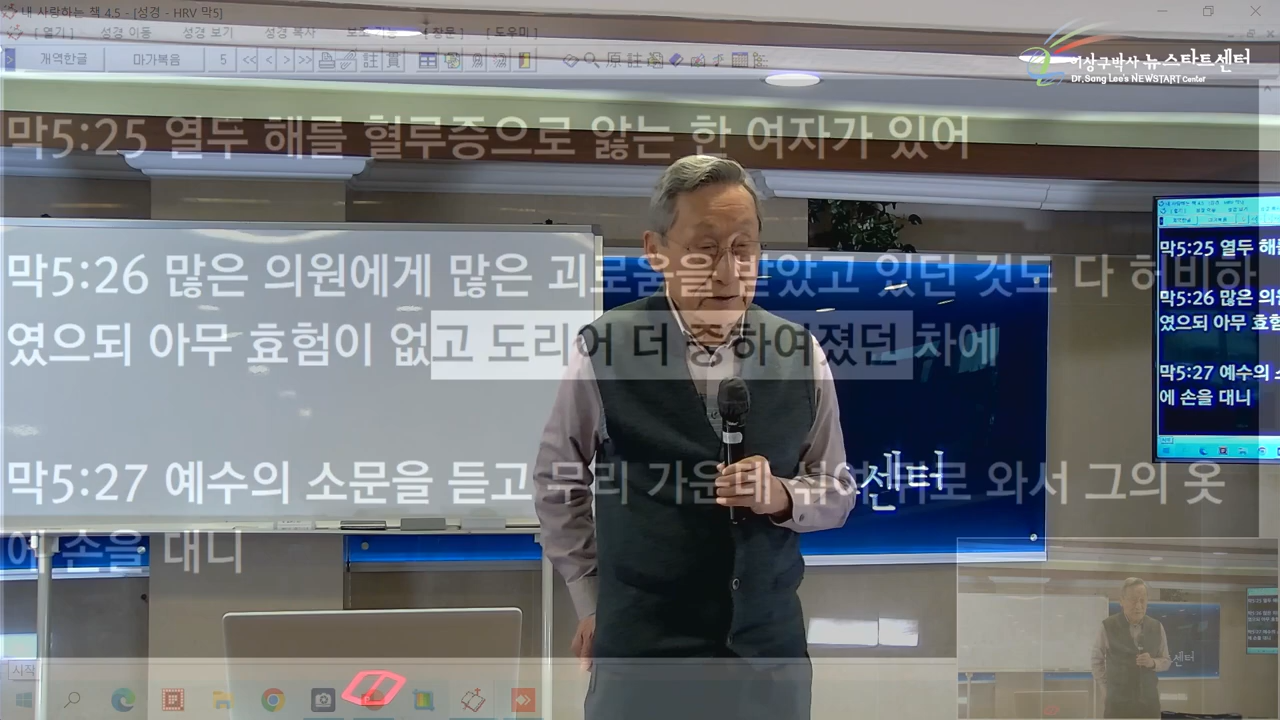 내 사랑하는 책 4.5 - [성경 - HRV 막5]
[ 열기 ] 성경 이동 성경 보기 성경 복사 [ 창문 ] [ 도우미 ]
개역한글 마가복음 5 << < > >>
이상구박사 뉴스타트센터
Dr. Sang Lee's NEWSTART Center
막5:25 열두 해를 혈루증으로 앓는 한 여자가 있어
막5:26 많은 의원에게 많은 괴로움을 받았고 있던 것도 다 허비하
였으되 아무 효험이 없고 도리어 더 중하여졌던 차에
막5:27 예수의 소문을 듣고 무리 가운데 섞여 뒤로 와서 그의 옷
에 손을 대니
막5:25 열두 해를
막5:26 많은 의원
였으되 아무 효험
막5:27 예수의 소
에 손을 대니
센터
시작